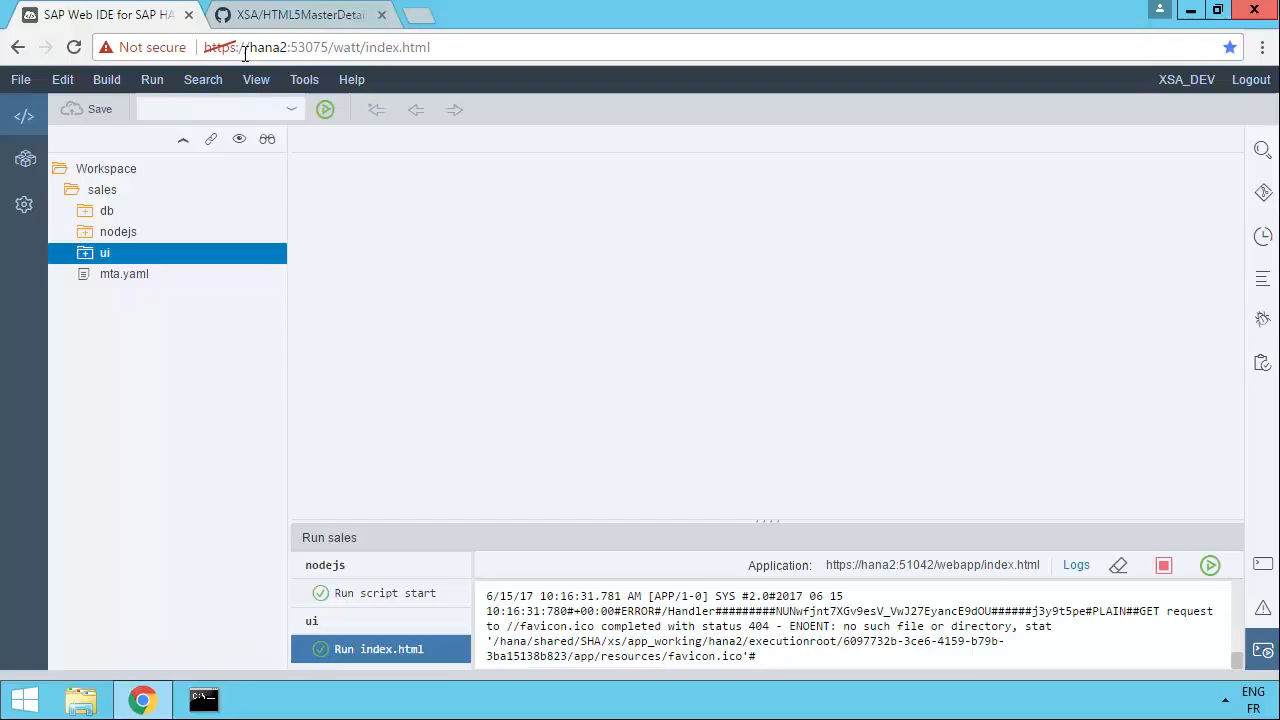 SAP Web IDE for SAP HA
XSA/HTML5MasterDetail
Not secure
https://hana2:53075/watt/index.html
File Edit Build Run Search View Tools Help XSA_DEV Logout
Save
Workspace
sales
db
nodejs
ui
mta.yaml
Run sales
nodejs
Run script start
ui
Run index.html
Application: https://hana2:51042/webapp/index.html Logs
6/15/17 10:16:31.781 AM [APP/1-0] SYS #2.0#2017 06 15
10:16:31:780#+00:00#ERROR#/Handler#########NUNwfjnt7XGv9esV_VwJ27EyancE9dOU######j3y9t5pe#PLAIN##GET request
to //favicon.ico completed with status 404 - ENOENT: no such file or directory, stat
'/hana/shared/SHA/xs/app_working/hana2/executionroot/6097732b-3ce6-4159-b79b-
3ba15138b823/app/resources/favicon.ico'#
ENG
FR